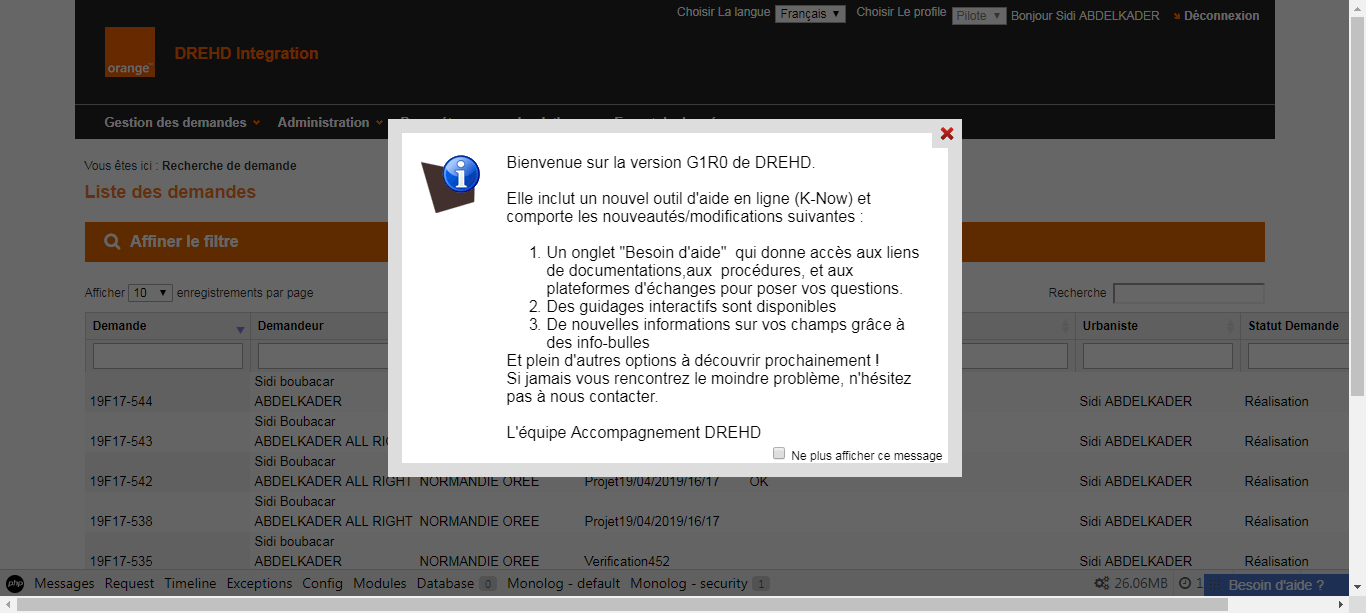 Choisir La langue Français Choisir Le profile Pilote Bonjour Sidi ABDELKADER Déconnexion
orange™
DREHD Integration
Gestion des demandes Administration
Vous êtes ici : Recherche de demande
Liste des demandes
Affiner le filtre
Afficher 10 enregistrements par page Recherche
Demande Demandeur Urbaniste Statut Demande
Bienvenue sur la version G1R0 de DREHD.
Elle inclut un nouvel outil d'aide en ligne (K-Now) et
comporte les nouveautés/modifications suivantes :
1. Un onglet "Besoin d'aide" qui donne accès aux liens
de documentations,aux procédures, et aux
plateformes d'échanges pour poser vos questions.
2. Des guidages interactifs sont disponibles
3. De nouvelles informations sur vos champs grâce à
des info-bulles
Et plein d'autres options à découvrir prochainement !
Si jamais vous rencontrez le moindre problème, n'hésitez
pas à nous contacter.
L'équipe Accompagnement DREHD
Ne plus afficher ce message
Sidi boubacar
19F17-544 ABDELKADER Sidi ABDELKADER Réalisation
Sidi Boubacar
19F17-543 ABDELKADER ALL Sidi ABDELKADER Réalisation
Sidi Boubacar
19F17-542 ABDELKADER ALL RIGHT NORMANDIE OREE Projet19/04/2019/16/17 OK Sidi ABDELKADER Réalisation
Sidi Boubacar
19F17-538 ABDELKADER ALL RIGHT NORMANDIE OREE Projet19/04/2019/16/17 Sidi ABDELKADER Réalisation
Sidi boubacar
19F17-535 ABDELKADER NORMANDIE OREE Verification452 Sidi ABDELKADER Réalisation
php Messages Request Timeline Exceptions Config Modules Database 0 Monolog - default Monolog - security 1 26.06MB Besoin d'aide ?